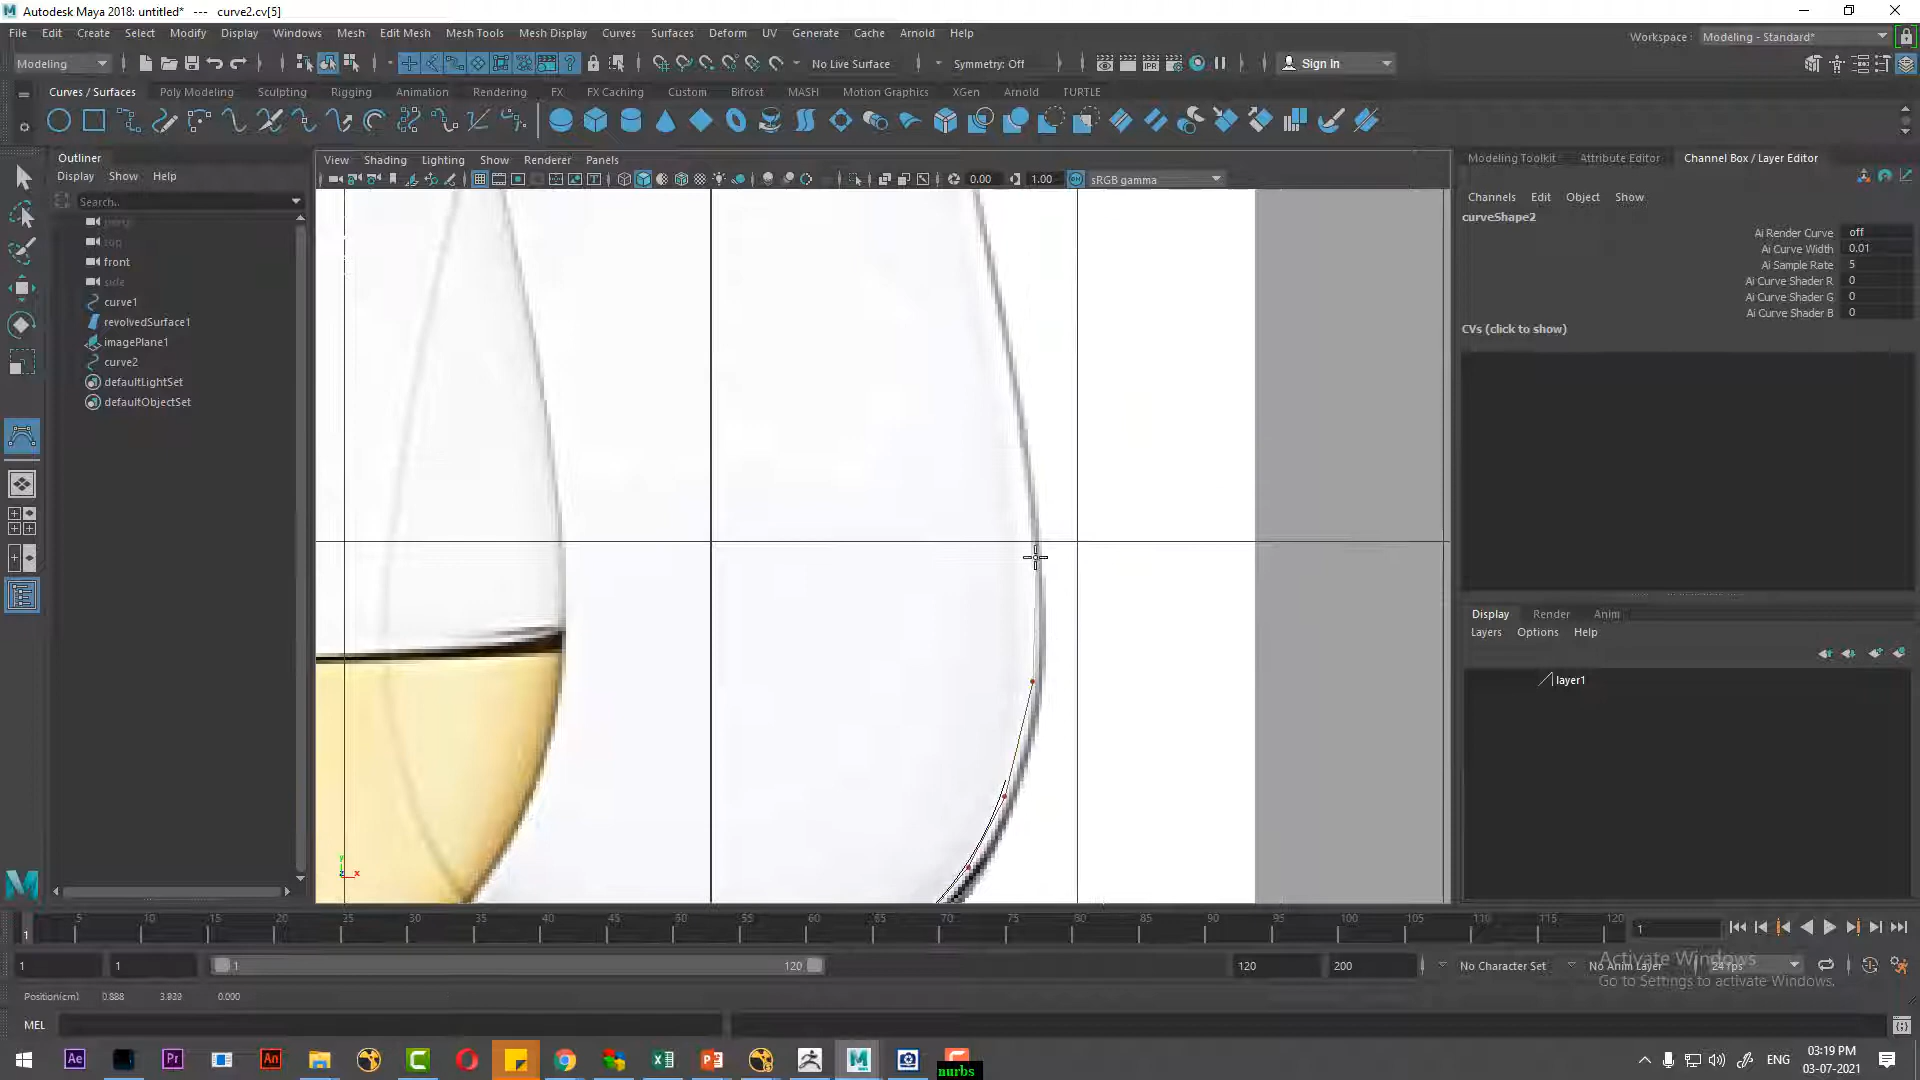 Autodesk Maya 2018: untitled* --- curve2.cv[5]
File Edit Create Select Modify Display Windows Mesh Edit Mesh Mesh Tools Mesh Display Curves Surfaces Deform UV Generate Cache Arnold Help
Workspace : Modeling - Standard*
Modeling No Live Surface Symmetry: Off Sign In
Curves / Surfaces Poly Modeling Sculpting Rigging Animation Rendering FX FX Caching Custom Bifrost MASH Motion Graphics XGen Arnold TURTLE
Outliner
Display Show Help
Search..
persp
top
front
side
curve1
revolvedSurface1
imagePlane1
curve2
defaultLightSet
defaultObjectSet
View Shading Lighting Show Renderer Panels
0.00 1.00 sRGB gamma
y
z x
Modeling Toolkit Attribute Editor Channel Box / Layer Editor
Channels Edit Object Show
curveShape2
Ai Render Curve off
Ai Curve Width 0.01
Ai Sample Rate 5
Ai Curve Shader R 0
Ai Curve Shader G 0
Ai Curve Shader B 0
CVs (click to show)
Display Render Anim
Layers Options Help
layer1
5 10 15 20 25 30 35 40 45 50 55 60 65 70 75 80 85 90 95 100 105 110 115 120
1 1
1 1 1 120 120 200 No Character Set No Anim Layer 24 fps
Activate Windows
Go to Settings to activate Windows.
Position(cm) 0.888 3.939 0.000
MEL
Ae Pr An
nurbs
ENG 03:19 PM
03-07-2021